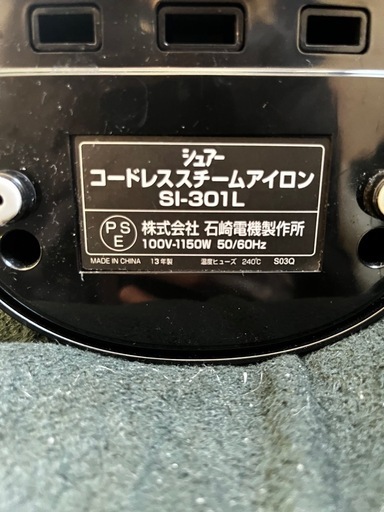 シュアー
コードレススチームアイロン
SI-301L
PSE 株式会社 石崎電機製作所
100V-1150W 50/60Hz
MADE IN CHINA 13年製 温度ヒューズ 240℃ S03Q